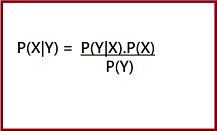 P(X|Y) = P(Y|X).P(X)
P(Y)